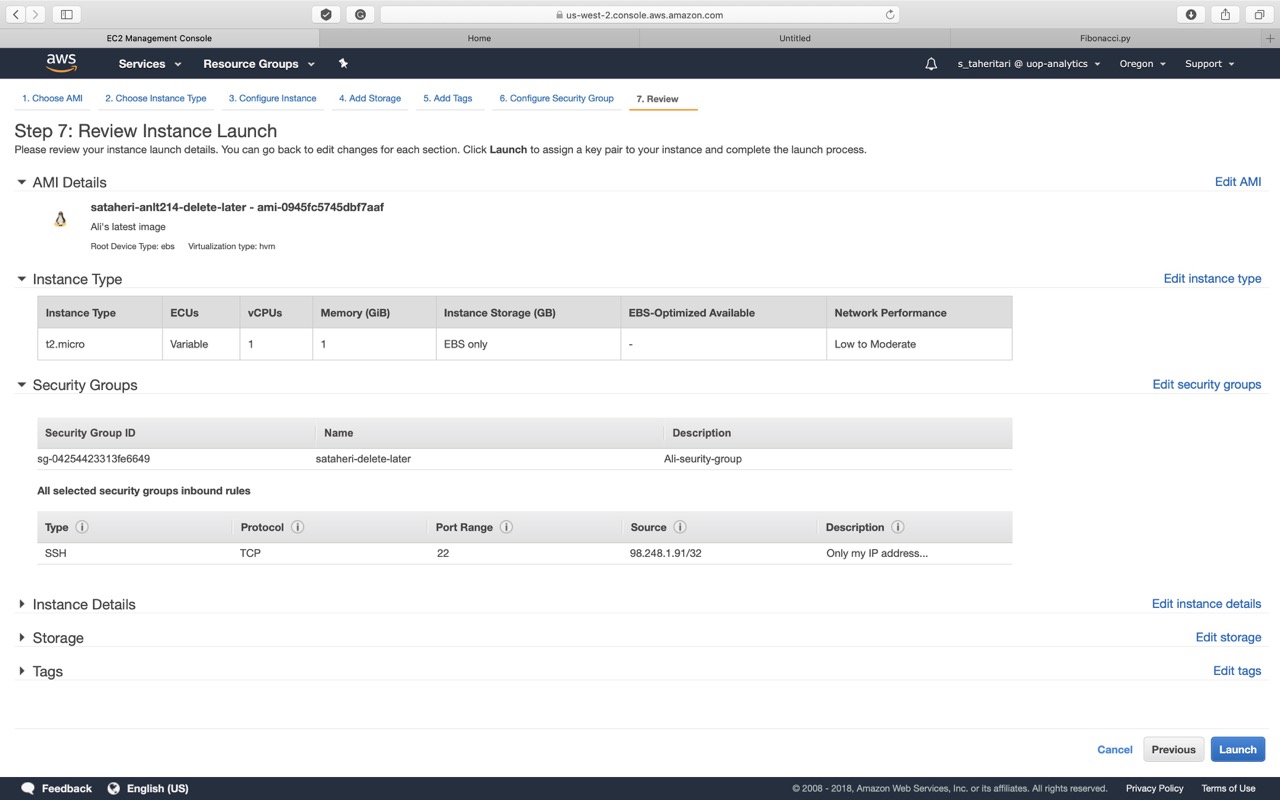 us-west-2.console.aws.amazon.com
EC2 Management Console Home Untitled Fibonacci.py
aws Services Resource Groups s_taheritari @ uop-analytics Oregon Support
1. Choose AMI 2. Choose Instance Type 3. Configure Instance 4. Add Storage 5. Add Tags 6. Configure Security Group 7. Review
Step 7: Review Instance Launch
Please review your instance launch details. You can go back to edit changes for each section. Click Launch to assign a key pair to your instance and complete the launch process.
AMI Details Edit AMI
sataheri-anlt214-delete-later - ami-0945fc5745dbf7aaf
Ali's latest image
Root Device Type: ebs Virtualization type: hvm
Instance Type Edit instance type
Instance Type ECUs vCPUs Memory (GiB) Instance Storage (GB) EBS-Optimized Available Network Performance
t2.micro Variable 1 1 EBS only - Low to Moderate
Security Groups Edit security groups
Security Group ID Name Description
sg-04254423313fe6649 sataheri-delete-later Ali-seurity-group
All selected security groups inbound rules
Type i Protocol i Port Range i Source i Description i
SSH TCP 22 98.248.1.91/32 Only my IP address...
Instance Details Edit instance details
Storage Edit storage
Tags Edit tags
Cancel Previous Launch
Feedback English (US) © 2008 - 2018, Amazon Web Services, Inc. or its affiliates. All rights reserved. Privacy Policy Terms of Use